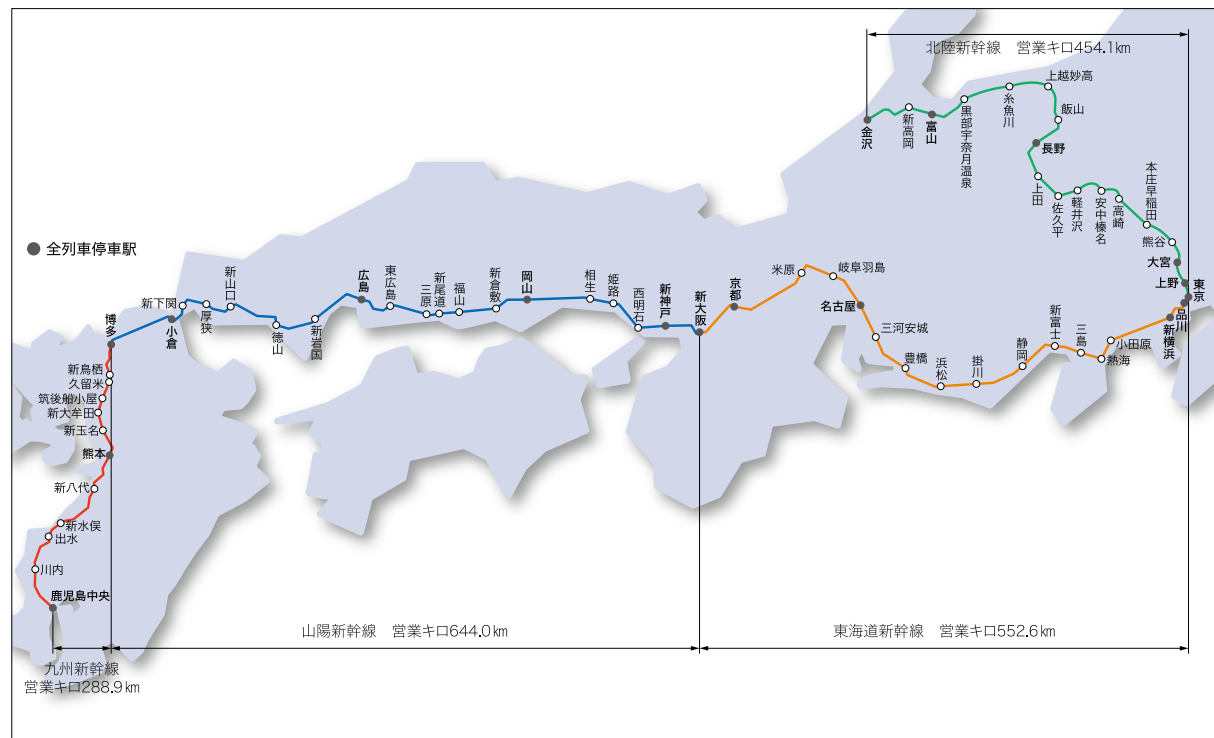 北陸新幹線　営業キロ454.1km
金沢
新高岡
富山
黒部宇奈月温泉
糸魚川
上越妙高
飯山
長野
上田
佐久平
軽井沢
安中榛名
高崎
本庄早稲田
熊谷
大宮
上野
東京
品川
新横浜
小田原
熱海
三島
新富士
静岡
掛川
浜松
豊橋
三河安城
名古屋
岐阜羽島
米原
京都
新大阪
新神戸
西明石
姫路
相生
岡山
新倉敷
福山
新尾道
三原
東広島
広島
新岩国
徳山
新山口
厚狭
新下関
小倉
博多
新鳥栖
久留米
筑後船小屋
新大牟田
新玉名
熊本
新八代
新水俣
出水
川内
鹿児島中央
全列車停車駅
山陽新幹線　営業キロ644.0km
東海道新幹線　営業キロ552.6km
九州新幹線
営業キロ288.9km